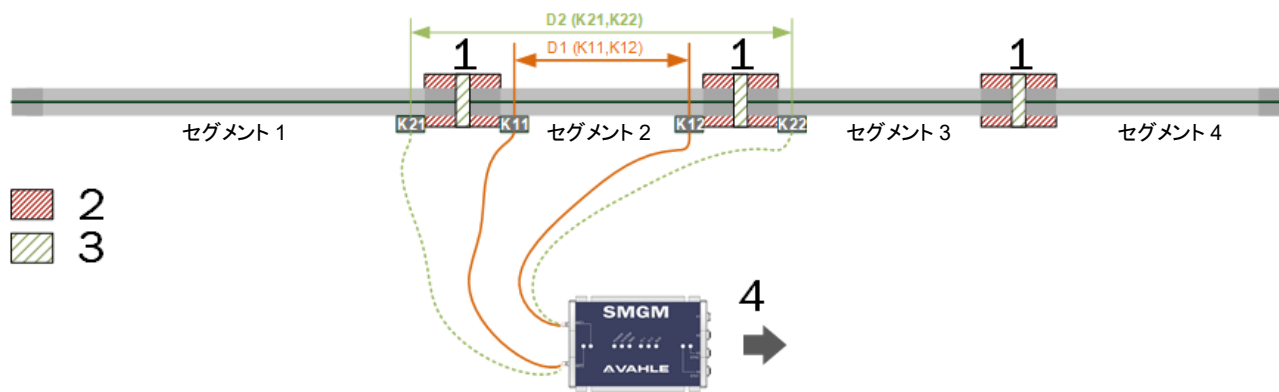 D2 (K21,K22)
D1 (K11,K12)
1
1
1
K21
K11
K12
K22
セグメント 1
セグメント 2
セグメント 3
セグメント 4
2
3
4
SMGM
AVAHLE